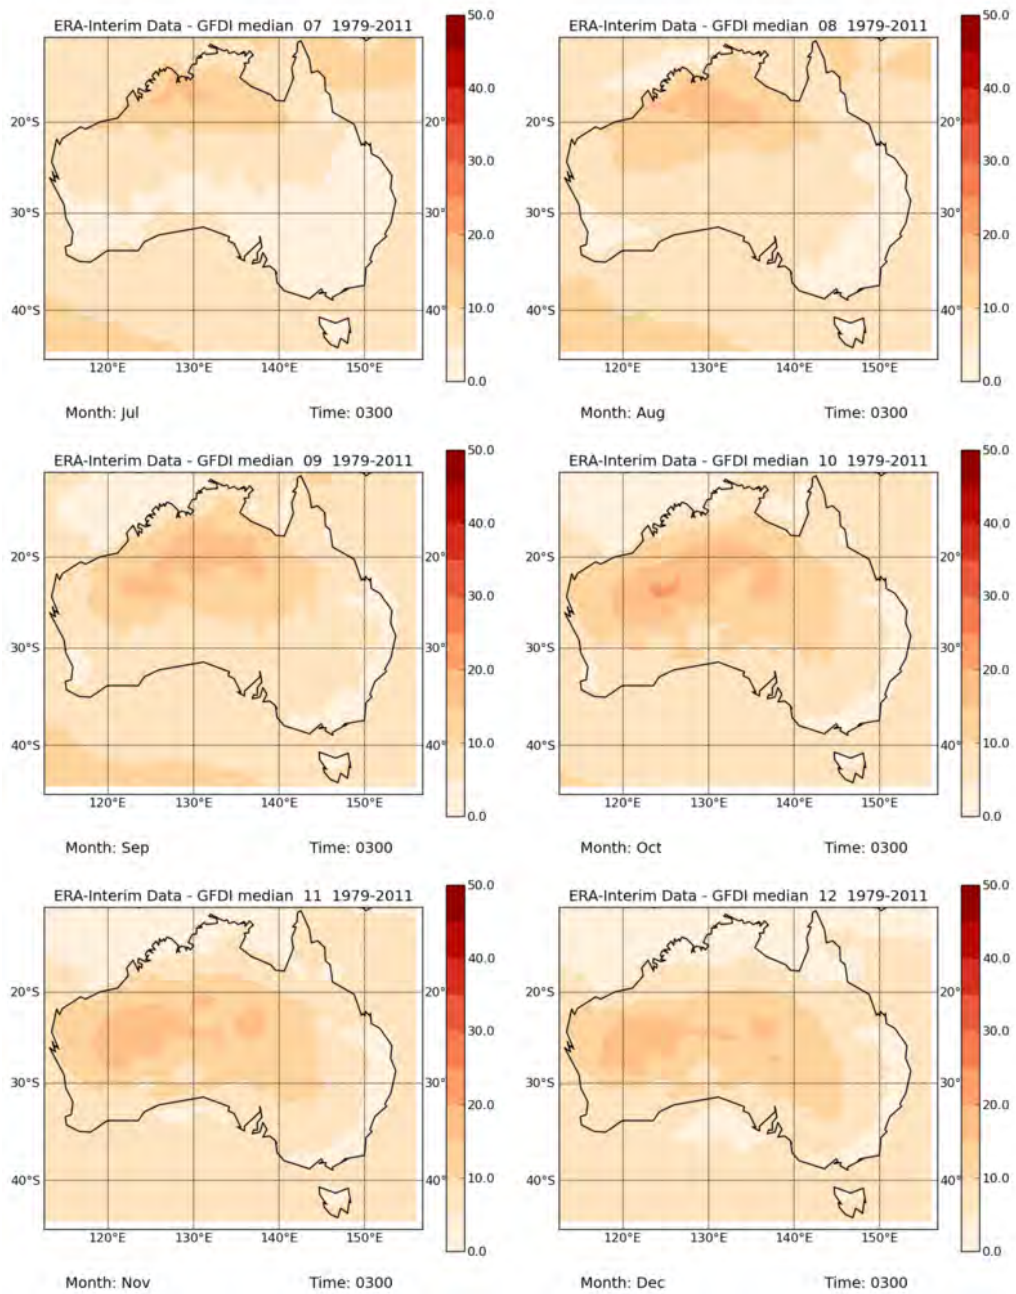 ERA-Interim Data - GFDI median 07 1979-2011
50.0
40.0
30.0
20.0
10.0
0.0
20°S
30°S
40°S
20°
30°
40°
120°E 130°E 140°E 150°E
Month: Jul Time: 0300
ERA-Interim Data - GFDI median 08 1979-2011
50.0
40.0
30.0
20.0
10.0
0.0
20°S
30°S
40°S
20°
30°
40°
120°E 130°E 140°E 150°E
Month: Aug Time: 0300
ERA-Interim Data - GFDI median 09 1979-2011
50.0
40.0
30.0
20.0
10.0
0.0
20°S
30°S
40°S
20°
30°
40°
120°E 130°E 140°E 150°E
Month: Sep Time: 0300
ERA-Interim Data - GFDI median 10 1979-2011
50.0
40.0
30.0
20.0
10.0
0.0
20°S
30°S
40°S
20°
30°
40°
120°E 130°E 140°E 150°E
Month: Oct Time: 0300
ERA-Interim Data - GFDI median 11 1979-2011
50.0
40.0
30.0
20.0
10.0
0.0
20°S
30°S
40°S
20°
30°
40°
120°E 130°E 140°E 150°E
Month: Nov Time: 0300
ERA-Interim Data - GFDI median 12 1979-2011
50.0
40.0
30.0
20.0
10.0
0.0
20°S
30°S
40°S
20°
30°
40°
120°E 130°E 140°E 150°E
Month: Dec Time: 0300